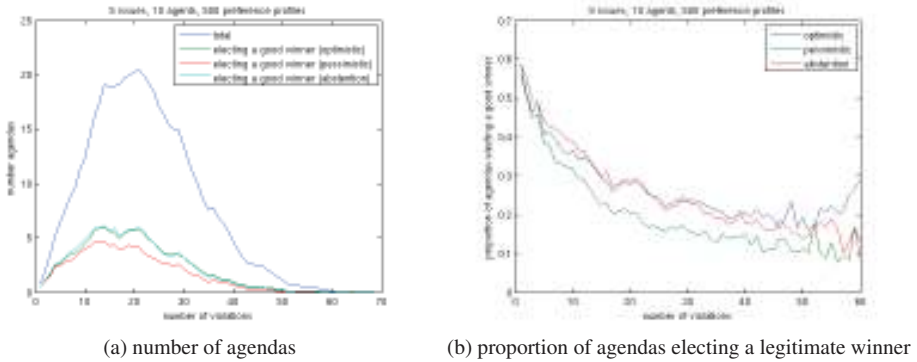 5 issues, 10 agents, 500 preference profiles
25
20
15
10
5
0
0 10 20 30 40 50 60 70
number agendas
number of violations
total
electing a good winner (optimistic)
electing a good winner (pessimistic)
electing a good winner (abstention)
(a) number of agendas
5 issues, 10 agents, 500 preference profiles
0.7
0.6
0.5
0.4
0.3
0.2
0.1
0
0 10 20 30 40 50 60
proportion of agendas electing a good winner
number of violations
optimistic
pessimistic
abstention
(b) proportion of agendas electing a legitimate winner